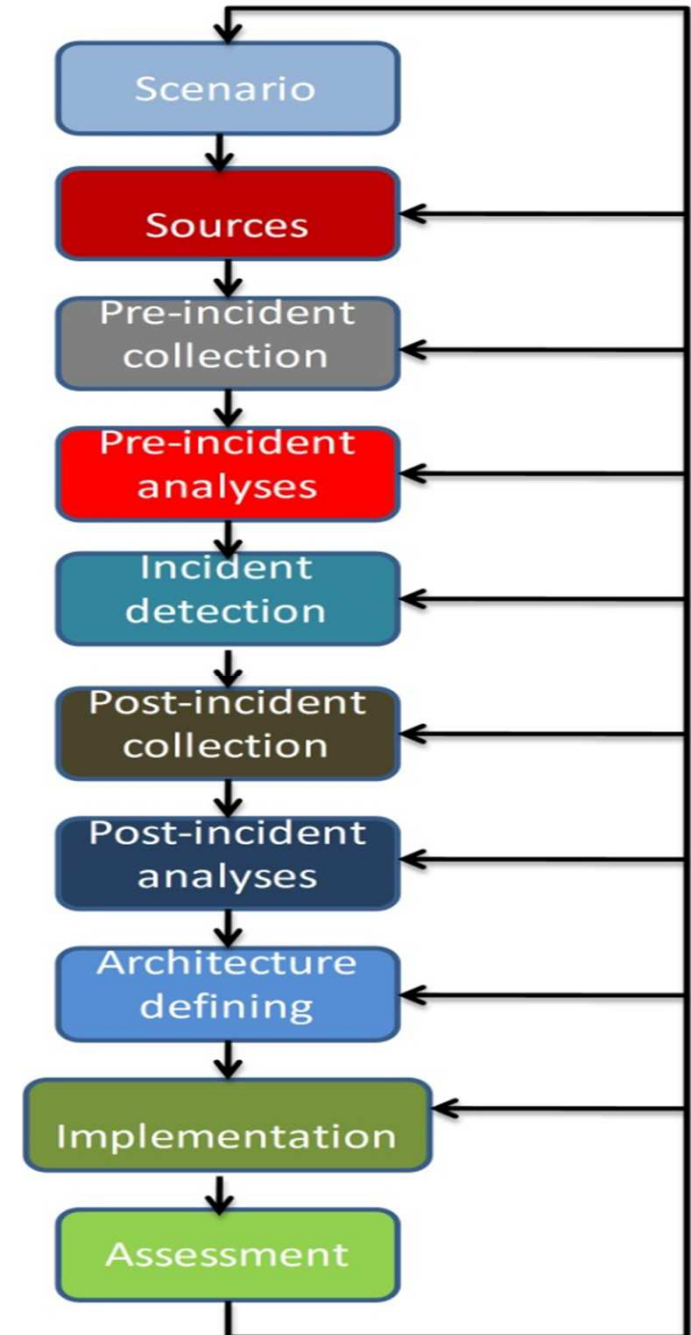 Scenario
Sources
Pre-incident
collection
Pre-incident
analyses
Incident
detection
Post-incident
collection
Post-incident
analyses
Architecture
defining
Implementation
Assessment